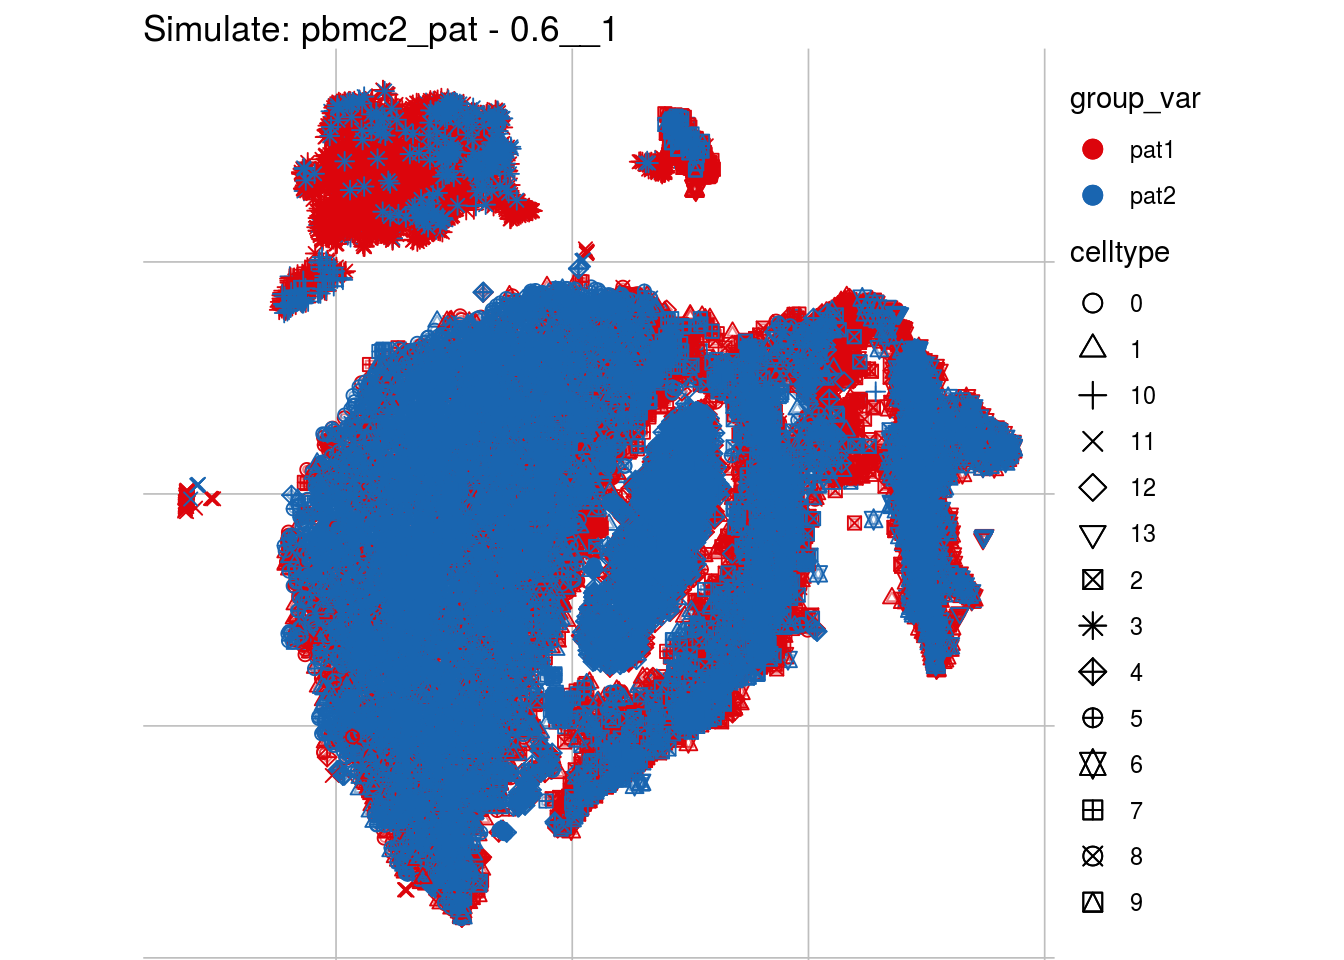 Simulate: pbmc2_pat - 0.6__1
group_var
pat1
pat2
celltype
0
1
10
11
12
13
2
3
4
5
6
7
8
9